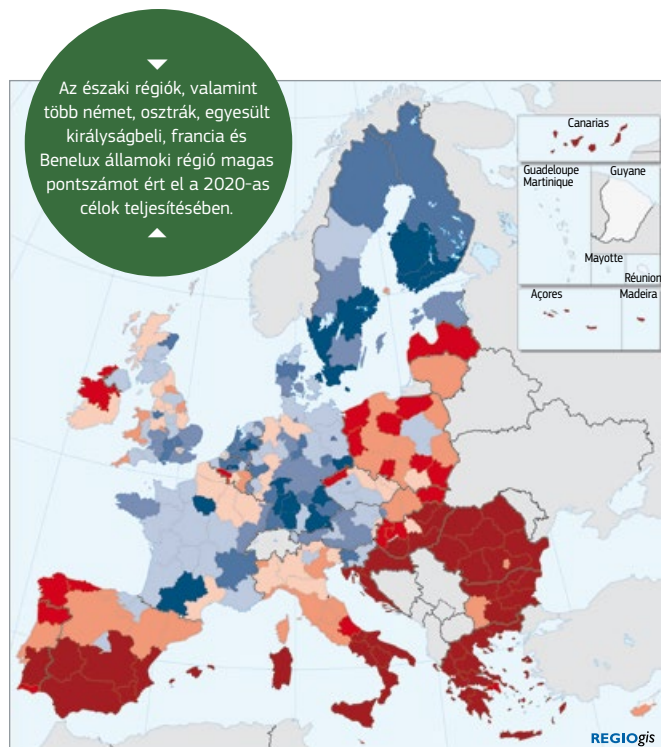 Az északi régiók, valamint
több német, osztrák, egyesült
királyságbeli, francia és
Benelux államoki régió magas
pontszámot ért el a 2020-as
célok teljesítésében.
Canarias
Guadeloupe
Martinique
Guyane
Mayotte
Réunion
Açores
Madeira
REGIOgis